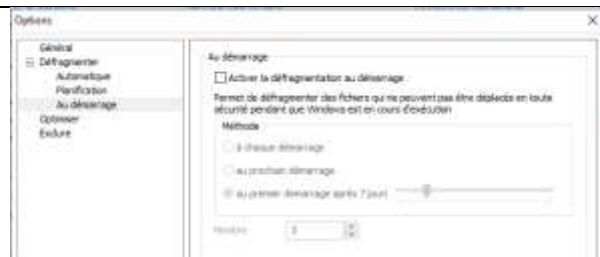 Options
Général
Défragmenter
Automatique
Planification
Au démarrage
Optimiser
Exclure
Au démarrage
Activer la défragmentation au démarrage
Permet de défragmenter des fichiers qui ne peuvent pas être déplacés en toute
sécurité pendant que Windows est en cours d'exécution
Méthode
à chaque démarrage
au prochain démarrage
au premier démarrage après 7 jours